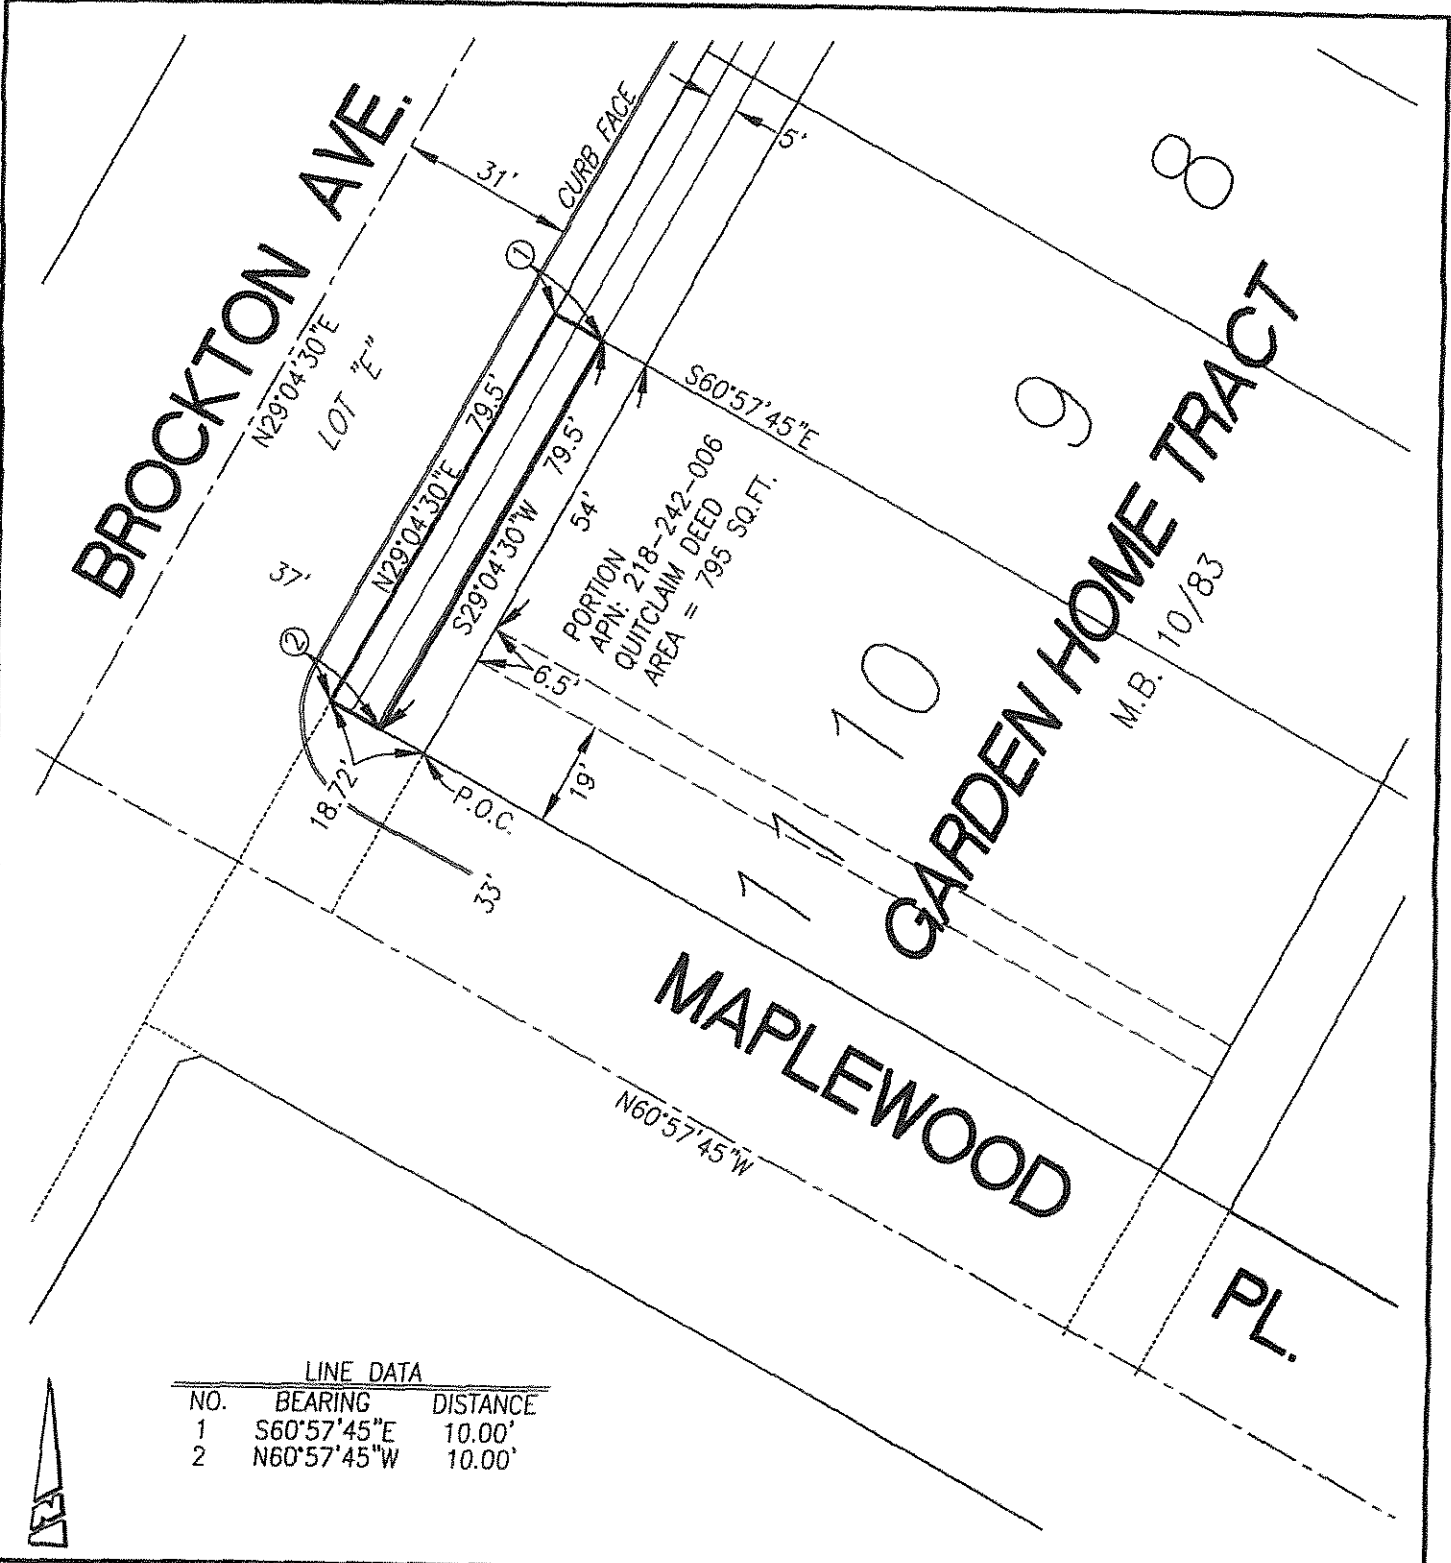 BROCKTON AVE.
N29°04'30"E
LOT "E"
31'
CURB FACE
5'
1
8
9
S60°57'45"E
N29°04'30"E 79.5'
S29°04'30"W 79.5'
54'
37'
2
PORTION
APN: 218-242-006
QUITCLAIM DEED
AREA = 795 SQ.FT.
6.5'
10
GARDEN HOME TRACT
M.B. 10/83
18.72'
P.O.C.
19'
11
33'
MAPLEWOOD PL.
N60°57'45"W
LINE DATA
NO. BEARING DISTANCE
1 S60°57'45"E 10.00'
2 N60°57'45"W 10.00'
N